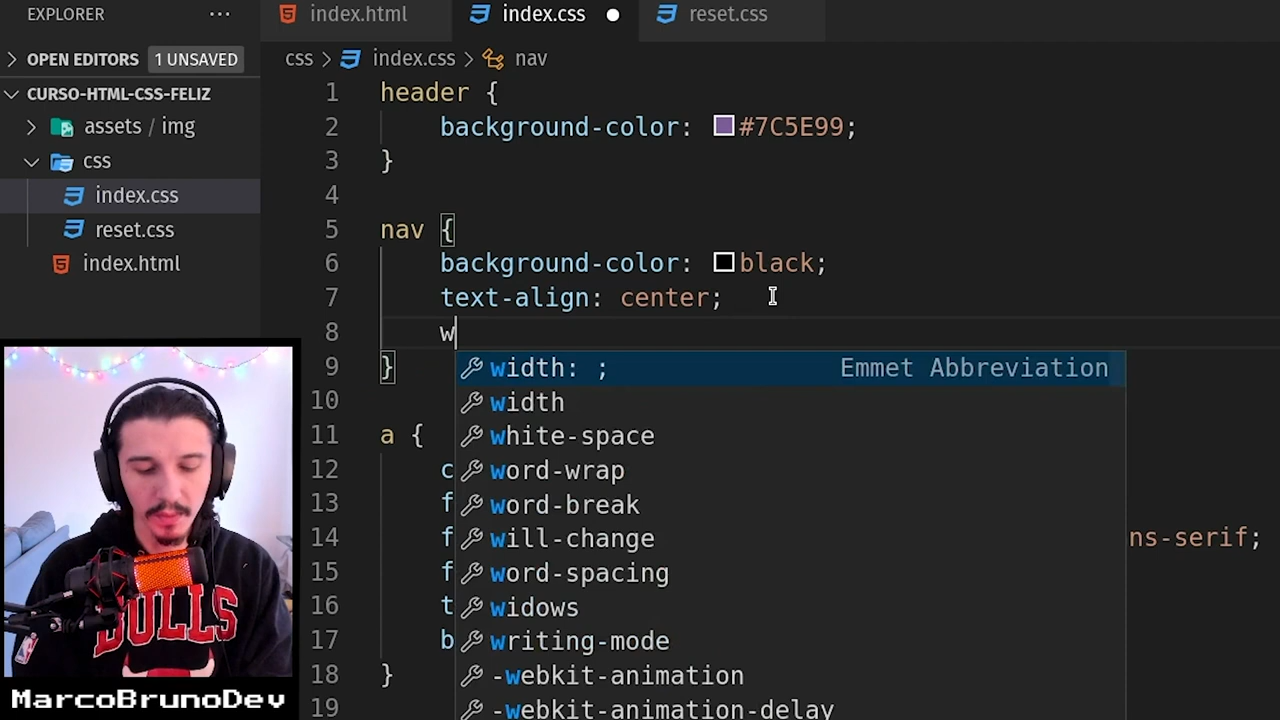 EXPLORER
···
index.html
index.css
reset.css
OPEN EDITORS
1 UNSAVED
css > index.css > nav
CURSO-HTML-CSS-FELIZ
assets / img
css
index.css
reset.css
index.html
1 header {
2 background-color: #7C5E99;
3 }
4
5 nav {
6 background-color: black;
7 text-align: center;
8 w
9 }
10
11 a {
12 c
13 f
14 f ns-serif;
15 f
16 t
17 b
18 }
19
width: ; Emmet Abbreviation
width
white-space
word-wrap
word-break
will-change
word-spacing
widows
writing-mode
-webkit-animation
-webkit-animation-delay
BULLS
MarcoBrunoDev